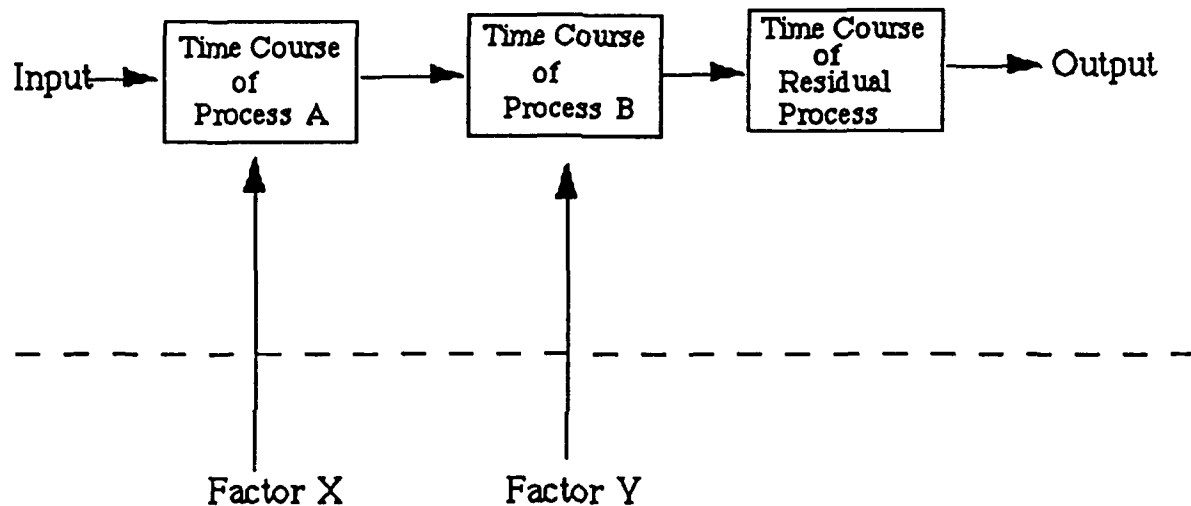 Input
Time Course
of
Process A
Time Course
of
Process B
Time Course
of
Residual
Process
Output
Factor X
Factor Y